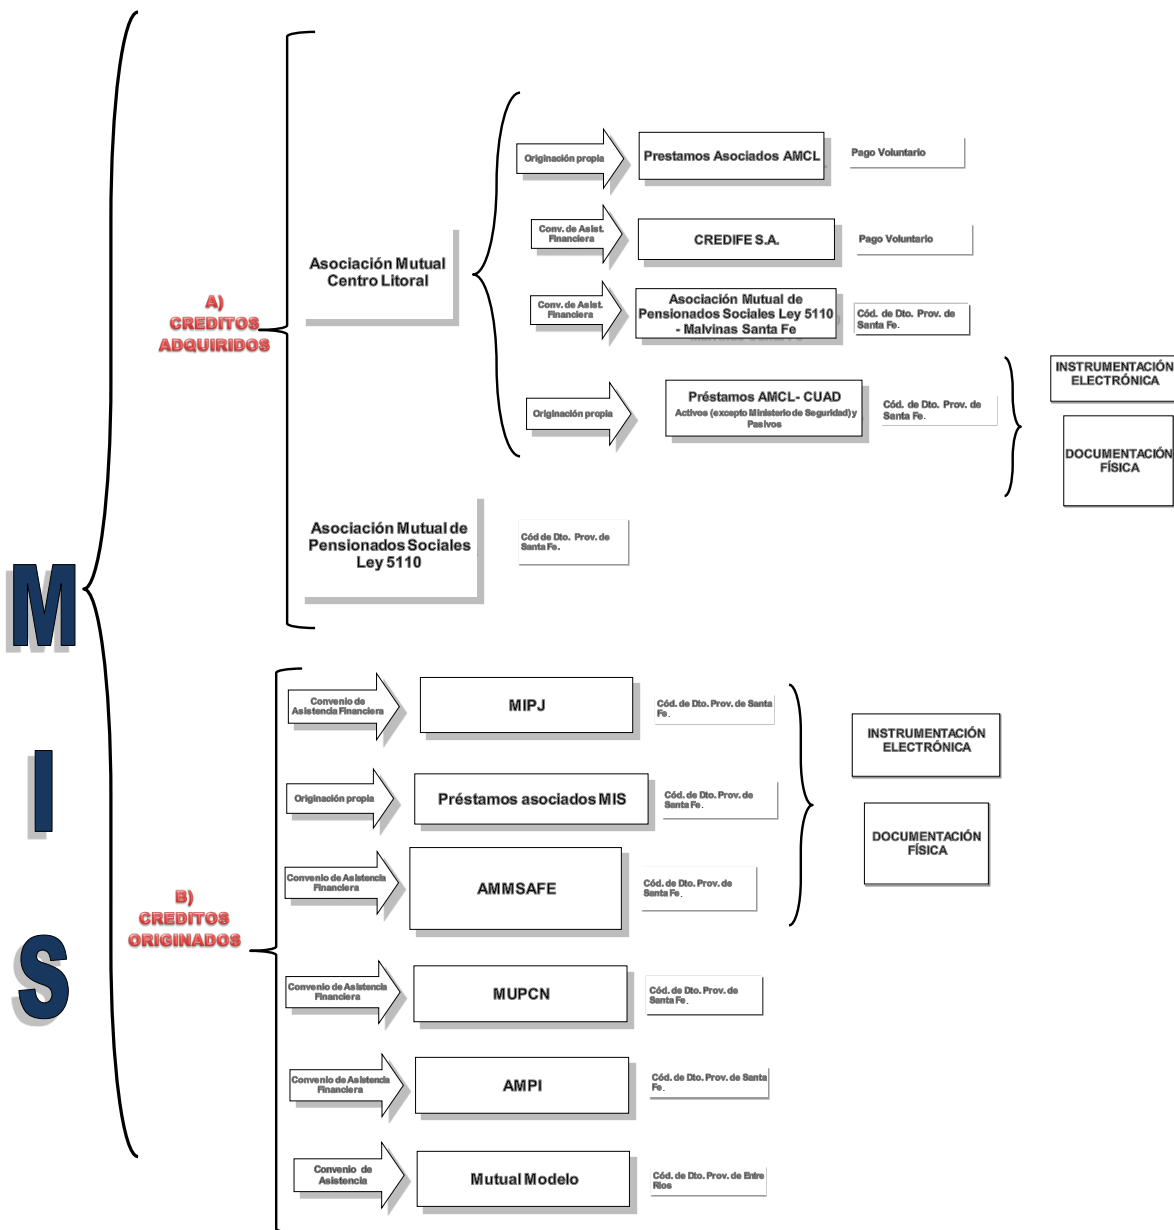 Originación propia
Prestamos Asociados AMCL
Pago Voluntario
Conv. de Asist.
Financiera
CREDIFE S.A.
Pago Voluntario
Asociación Mutual
Centro Litoral
A)
CREDITOS
ADQUIRIDOS
Conv. de Asist.
Financiera
Asociación Mutual de
Pensionados Sociales Ley 5110
- Malvinas Santa Fe
Cód. de Dto. Prov. de
Santa Fe.
Originación propia
Préstamos AMCL- CUAD
Activos (excepto Ministerio de Seguridad) y
Pasivos
Cód. de Dto. Prov. de
Santa Fe.
INSTRUMENTACIÓN
ELECTRÓNICA
DOCUMENTACIÓN
FÍSICA
Asociación Mutual de
Pensionados Sociales
Ley 5110
Cód de Dto. Prov. de
Santa Fe.
M
I
S
B)
CREDITOS
ORIGINADOS
Convenio de
Asistencia Financiera
MIPJ
Cód. de Dto. Prov. de Santa
Fe.
Originación propia
Préstamos asociados MIS
Cód. de Dto. Prov. de
Santa Fe.
Convenio de Asistencia
Financiera
AMMSAFE
Cód. de Dto. Prov. de
Santa Fe.
INSTRUMENTACIÓN
ELECTRÓNICA
DOCUMENTACIÓN
FÍSICA
Convenio de Asistencia
Financiera
MUPCN
Cód. de Dto. Prov. de
Santa Fe.
Convenio de Asistencia
Financiera
AMPI
Cód. de Dto. Prov. de Santa
Fe.
Convenio de
Asistencia
Mutual Modelo
Cód. de Dto. Prov. de Entre
Rios